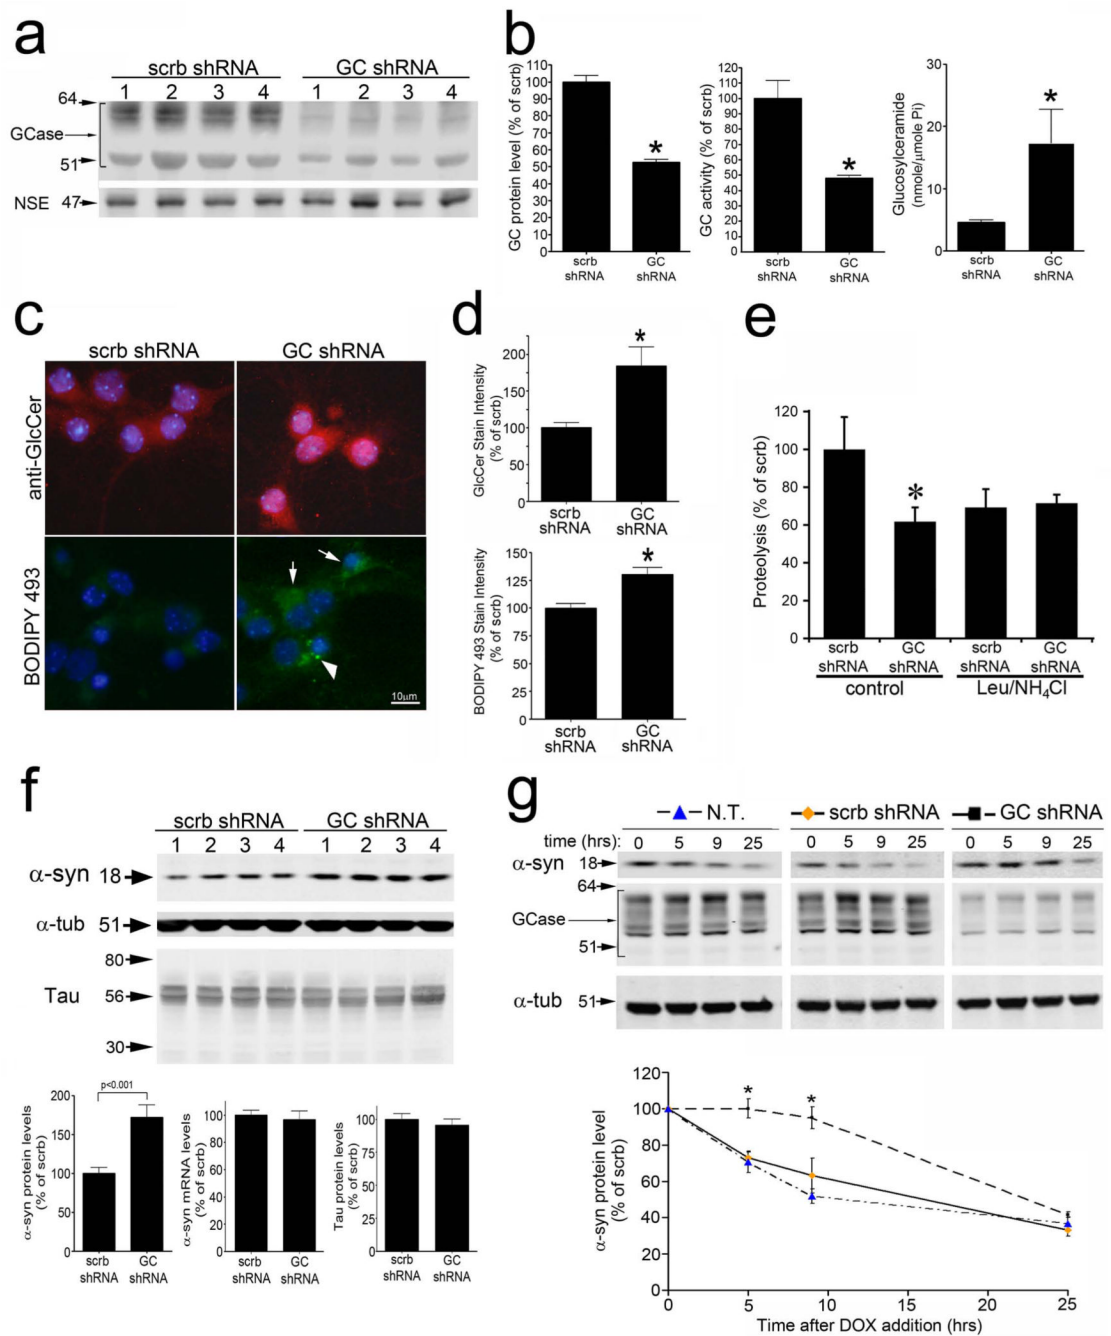 a
scrb shRNA GC shRNA
1 2 3 4 1 2 3 4
64
GCase
51
NSE 47
b
GC protein level (% of scrb)
110
100
90
80
70
60
50
40
30
20
10
0
*
scrb GC
shRNA shRNA
GC activity (% of scrb)
120
110
100
90
80
70
60
50
40
30
20
10
0
*
scrb GC
shRNA shRNA
Glucosylceramide
(nmole/µmole Pi)
30
20
10
0
*
scrb GC
shRNA shRNA
c
scrb shRNA GC shRNA
anti-GlcCer
BODIPY 493
10µm
d
GlcCer Stain Intensity
(% of scrb)
200
150
100
50
0
*
scrb GC
shRNA shRNA
BODIPY 493 Stain Intensity
(% of scrb)
150
125
100
75
50
25
0
*
scrb GC
shRNA shRNA
e
Proteolysis (% of scrb)
120
100
80
60
40
20
0
*
scrb GC scrb GC
shRNA shRNA shRNA shRNA
control Leu/NH₄Cl
f
scrb shRNA GC shRNA
1 2 3 4 1 2 3 4
α-syn 18
α-tub 51
80
Tau 56
30
α-syn protein levels
(% of scrb)
200
150
100
50
0
p<0.001
scrb GC
shRNA shRNA
α-syn mRNA levels
(% of scrb)
100
75
50
25
0
scrb GC
shRNA shRNA
Tau protein levels
(% of scrb)
100
75
50
25
0
scrb GC
shRNA shRNA
g
N.T. scrb shRNA GC shRNA
time (hrs): 0 5 9 25 0 5 9 25 0 5 9 25
α-syn 18
64
GCase
51
α-tub 51
α-syn protein level
(% of scrb)
120
100
80
60
40
20
0
* *
0 5 10 15 20 25
Time after DOX addition (hrs)